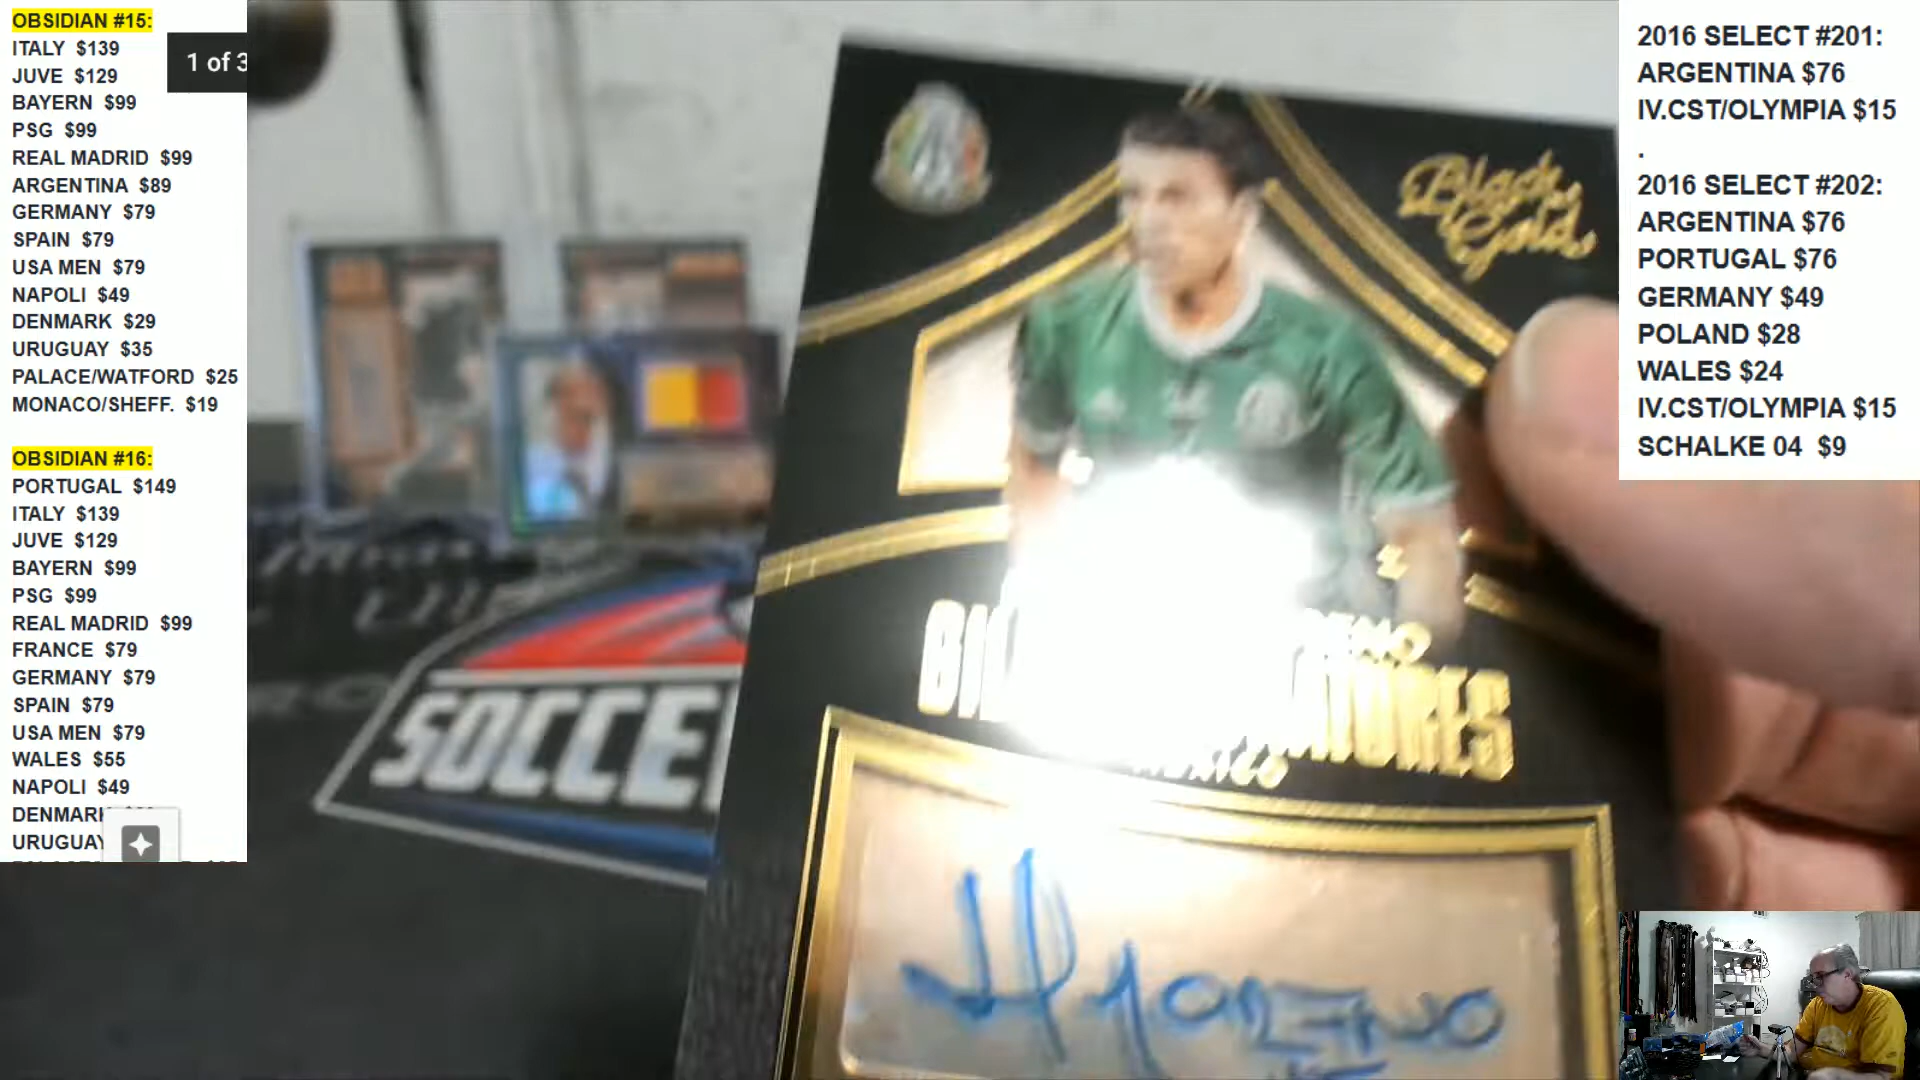 OBSIDIAN #15:
ITALY $139
JUVE $129
BAYERN $99
PSG $99
REAL MADRID $99
ARGENTINA $89
GERMANY $79
SPAIN $79
USA MEN $79
NAPOLI $49
DENMARK $29
URUGUAY $35
PALACE/WATFORD $25
MONACO/SHEFF. $19
OBSIDIAN #16:
PORTUGAL $149
ITALY $139
JUVE $129
BAYERN $99
PSG $99
REAL MADRID $99
FRANCE $79
GERMANY $79
SPAIN $79
USA MEN $79
WALES $55
NAPOLI $49
DENMARK
URUGUAY
1 of 3
Black
Gold
MEXICO
SOCCE
Moreno
2016 SELECT #201:
ARGENTINA $76
IV.CST/OLYMPIA $15
.
2016 SELECT #202:
ARGENTINA $76
PORTUGAL $76
GERMANY $49
POLAND $28
WALES $24
IV.CST/OLYMPIA $15
SCHALKE 04 $9